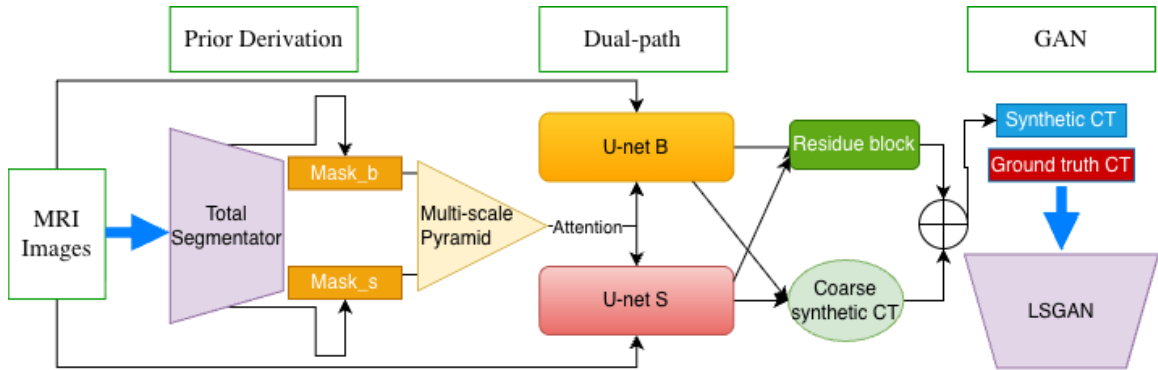 Prior Derivation
Dual-path
GAN
MRI
Images
Total
Segmentator
Mask_b
Mask_s
Multi-scale
Pyramid
Attention
U-net B
U-net S
Residue block
Coarse
synthetic CT
Synthetic CT
Ground truth CT
LSGAN